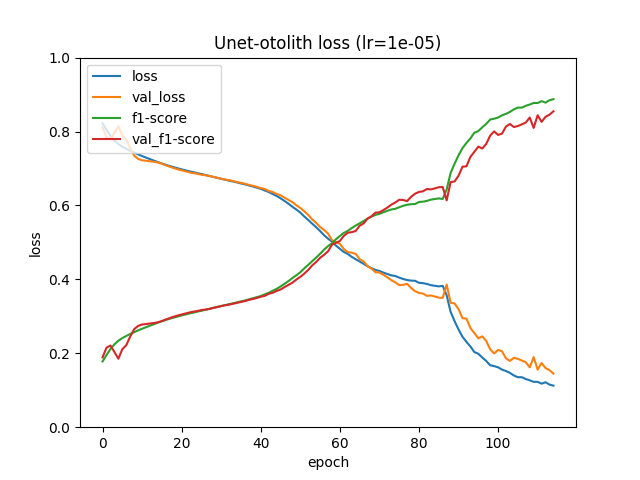 Unet-otolith loss (lr=1e-05)
1.0
0.8
0.6
0.4
0.2
0.0
loss
loss
val_loss
f1-score
val_f1-score
0 20 40 60 80 100
epoch